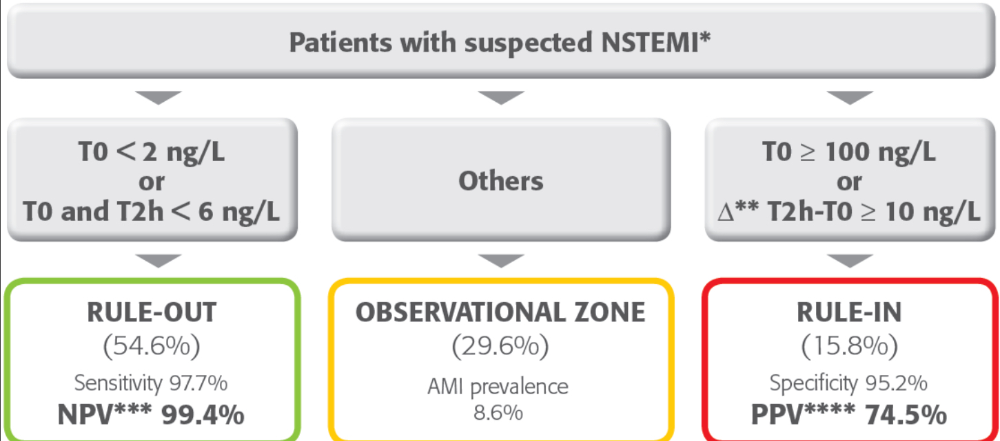 Patients with suspected NSTEMI*
T0 < 2 ng/L
or
T0 and T2h < 6 ng/L
Others
T0 ≥ 100 ng/L
or
Δ** T2h-T0 ≥ 10 ng/L
RULE-OUT
(54.6%)
Sensitivity 97.7%
NPV*** 99.4%
OBSERVATIONAL ZONE
(29.6%)
AMI prevalence
8.6%
RULE-IN
(15.8%)
Specificity 95.2%
PPV**** 74.5%